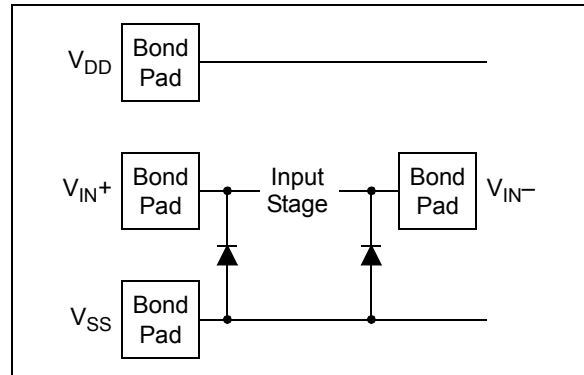 V_DD
Bond
Pad
V_IN+
Bond
Pad
Input
Stage
Bond
Pad
V_IN–
V_SS
Bond
Pad